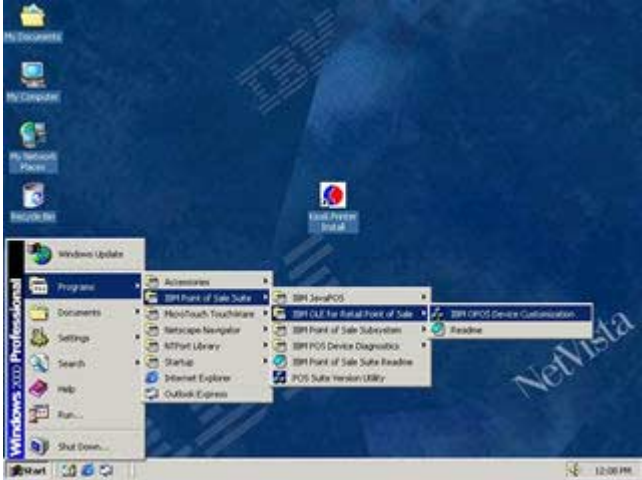 My Documents
IBM
My Computer
My Network
Places
Recycle Bin
Kiosk Printer
Install
NetVista
Windows 2000 Professional
Windows Update
Programs
Documents
Settings
Search
Help
Run...
Shut Down...
Accessories
IBM Point of Sale Suite
MicroTouch TouchWare
Netscape Navigator
NTPort Library
Startup
Internet Explorer
Outlook Express
IBM JavaPOS
IBM OLE for Retail Point of Sale
IBM Point of Sale Subsystem
IBM POS Device Diagnostics
IBM Point of Sale Suite Readme
POS Suite Version Utility
IBM OPOS Device Customization
Readme
Start
12:08 PM